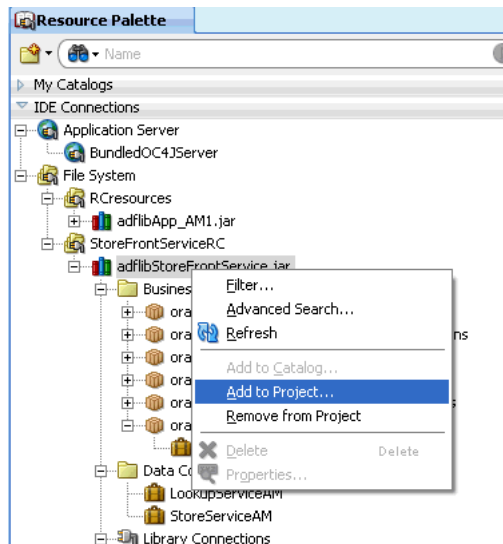 Resource Palette
Name
My Catalogs
IDE Connections
Application Server
BundledOC4JServer
File System
RCresources
adflibApp_AM1.jar
StoreFrontServiceRC
adflibStoreFrontService.jar
Busines
Filter...
ora
Advanced Search...
ora
Refresh
ns
ora
Add to Catalog...
ora
Add to Project...
ora
s
Remove from Project
ora
Delete
Delete
Data Co
Properties...
LookupServiceAM
StoreServiceAM
Library Connections